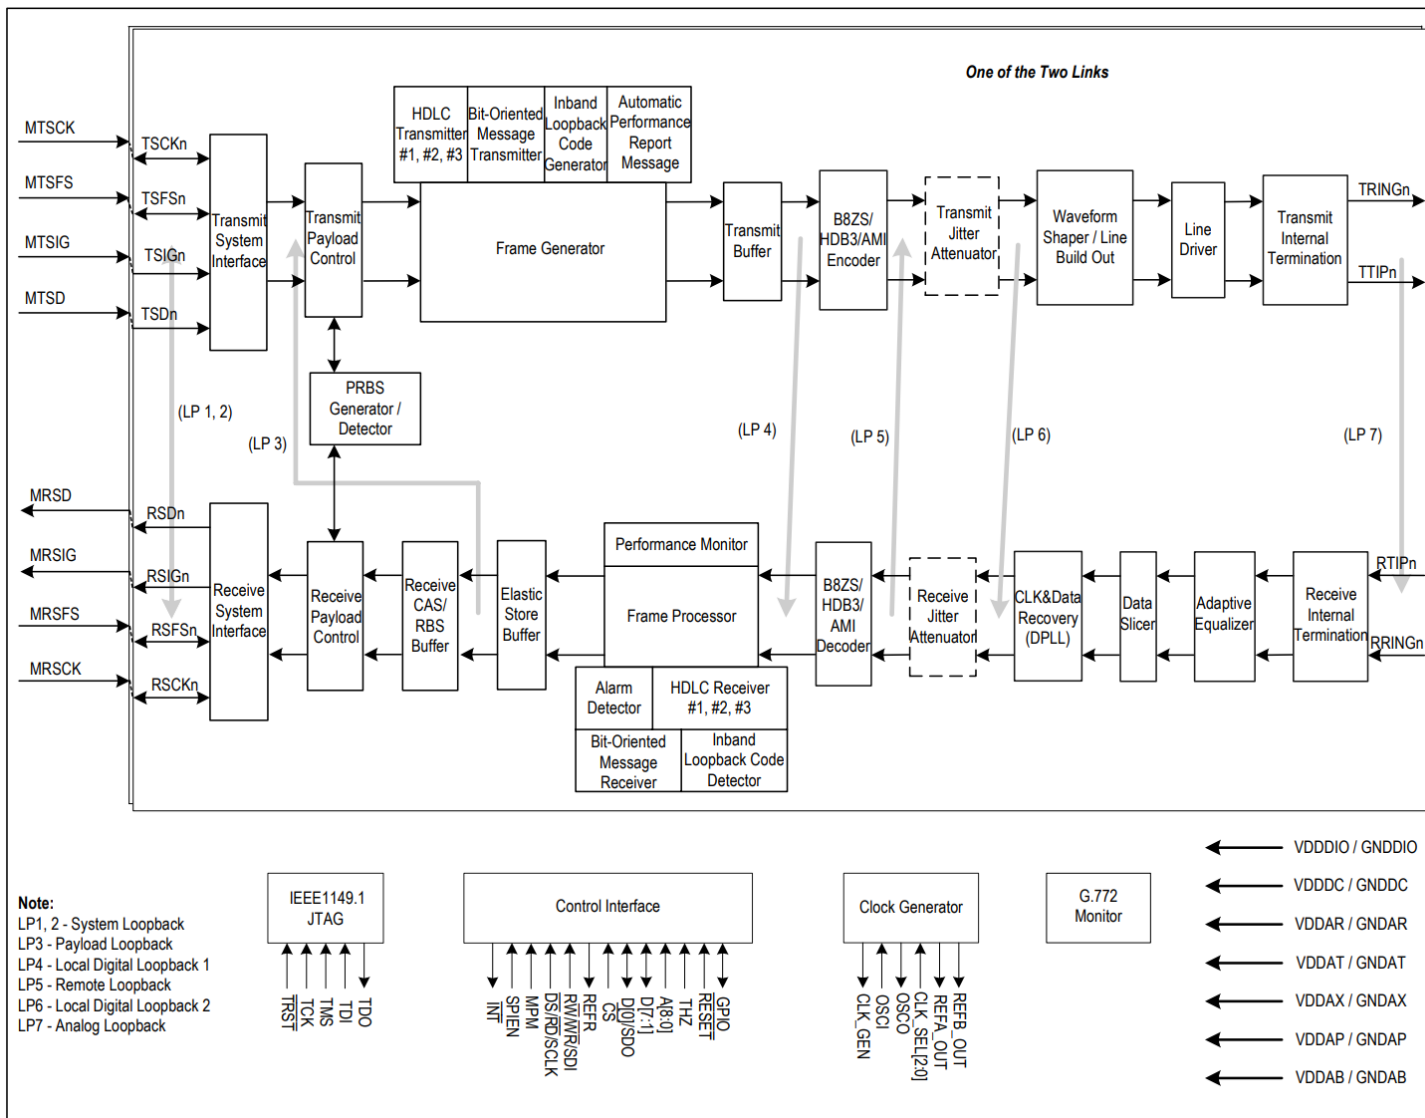 One of the Two Links
HDLC
Transmitter
#1, #2, #3
Bit-Oriented
Message
Transmitter
Inband
Loopback
Code
Generator
Automatic
Performance
Report
Message
MTSCK
MTSFS
MTSIG
MTSD
TSCKn
TSFSn
TSIGn
TSDn
Transmit
System
Interface
Transmit
Payload
Control
Frame Generator
Transmit
Buffer
B8ZS/
HDB3/AMI
Encoder
Transmit
Jitter
Attenuator
Waveform
Shaper / Line
Build Out
Line
Driver
Transmit
Internal
Termination
TRINGn
TTIPn
PRBS
Generator /
Detector
(LP 1, 2)
(LP 3)
(LP 4)
(LP 5)
(LP 6)
(LP 7)
MRSD
MRSIG
MRSFS
MRSCK
RSDn
RSIGn
RSFSn
RSCKn
Receive
System
Interface
Receive
Payload
Control
Receive
CAS/
RBS
Buffer
Elastic
Store
Buffer
Performance Monitor
Frame Processor
Alarm
Detector
HDLC Receiver
#1, #2, #3
Bit-Oriented
Message
Receiver
Inband
Loopback Code
Detector
B8ZS/
HDB3/
AMI
Decoder
Receive
Jitter
Attenuator
CLK&Data
Recovery
(DPLL)
Data
Slicer
Adaptive
Equalizer
Receive
Internal
Termination
RTIPn
RRINGn
Note:
LP1, 2 - System Loopback
LP3 - Payload Loopback
LP4 - Local Digital Loopback 1
LP5 - Remote Loopback
LP6 - Local Digital Loopback 2
LP7 - Analog Loopback
IEEE1149.1
JTAG
TRST
TCK
TMS
TDI
TDO
Control Interface
INT
SPIEN
MPM
DS/RD/SCLK
RW/WR/SDI
REFR
CS
D[0]/SDO
D[7:1]
A[8:0]
THZ
RESET
GPIO
Clock Generator
CLK_GEN
OSCI
OSCO
CLK_SEL[2:0]
REFA_OUT
REFB_OUT
G.772
Monitor
VDDDIO / GNDDIO
VDDDC / GNDDC
VDDAR / GNDAR
VDDAT / GNDAT
VDDAX / GNDAX
VDDAP / GNDAP
VDDAB / GNDAB